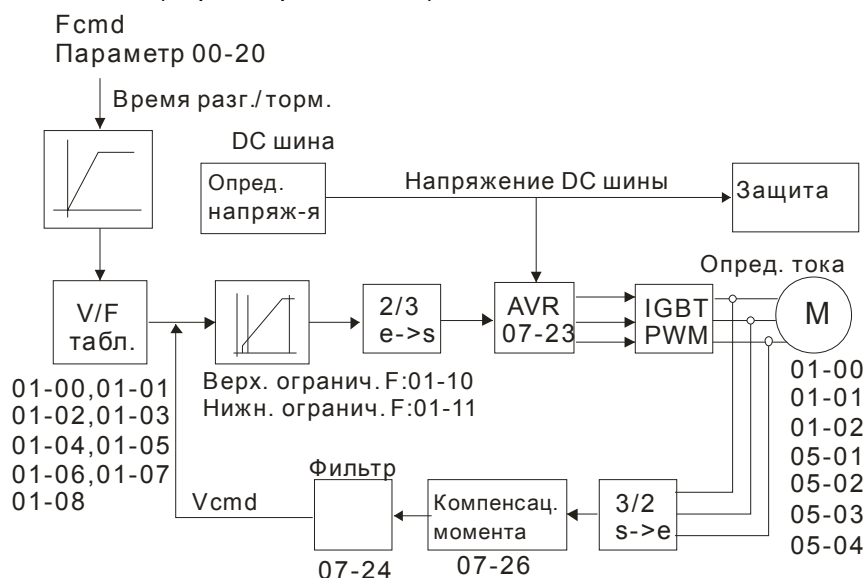 Fcmd
Параметр 00-20
Время разг./торм.
DC шина
Опред.
напряж-я
Напряжение DC шины
Защита
Опред. тока
V/F
табл.
2/3
e->s
AVR
07-23
IGBT
PWM
M
01-00,01-01
01-02,01-03
01-04,01-05
01-06,01-07
01-08
Верх. огранич. F:01-10
Нижн. огранич. F:01-11
01-00
01-01
01-02
05-01
05-02
05-03
05-04
Vcmd
Фильтр
07-24
Компенсац.
момента
07-26
3/2
s->e